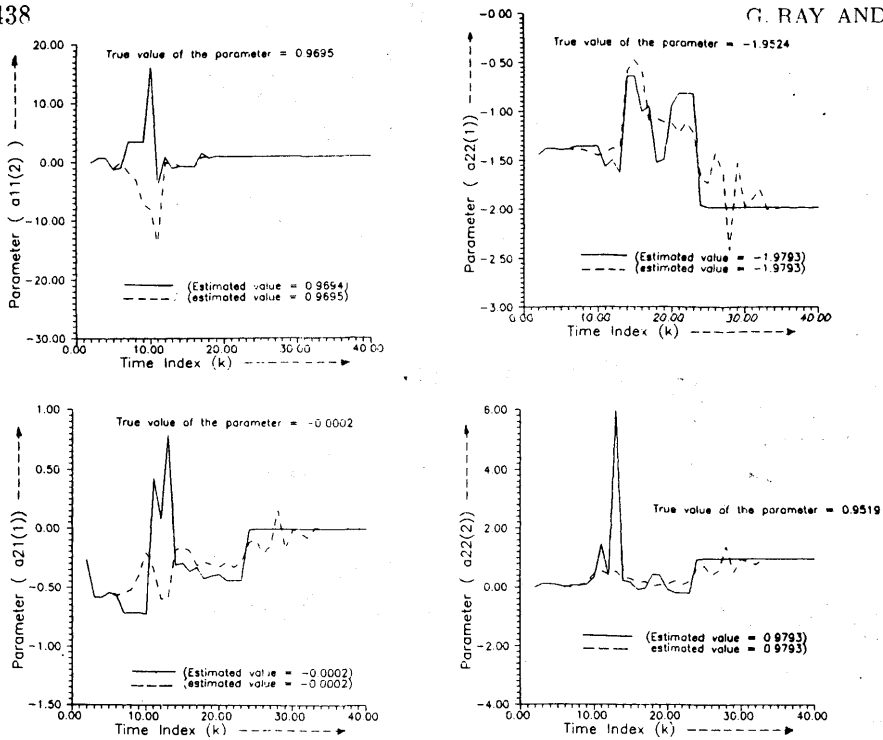 438
G. RAY AND
20.00
10.00
0.00
−10.00
−20.00
−30.00
Parameter ( a11(2) )
True value of the parameter = 0.9695
(Estimated value = 0.9694)
(estimated value = 0.9695)
0.00 10.00 20.00 30.00 40.00
Time Index (k)
−0.00
−0.50
−1.00
−1.50
−2.00
−2.50
−3.00
Parameter ( a22(1))
True value of the parameter = −1.9524
(Estimated value = −1.9793)
(estimated value = −1.9793)
0.00 10.00 20.00 30.00 40.00
Time Index (k)
1.00
0.50
0.00
−0.50
−1.00
−1.50
Parameter ( a21(1))
True value of the parameter = −0.0002
(Estimated value = −0.0002)
(estimated value = −0.0002)
0.00 10.00 20.00 30.00 40.00
Time Index (k)
6.00
4.00
2.00
0.00
−2.00
−4.00
Parameter ( a22(2))
True value of the parameter = 0.9519
(Estimated value = 0.9793)
estimated value = 0.9793)
0.00 10.00 20.00 30.00 40.00
Time Index (k)